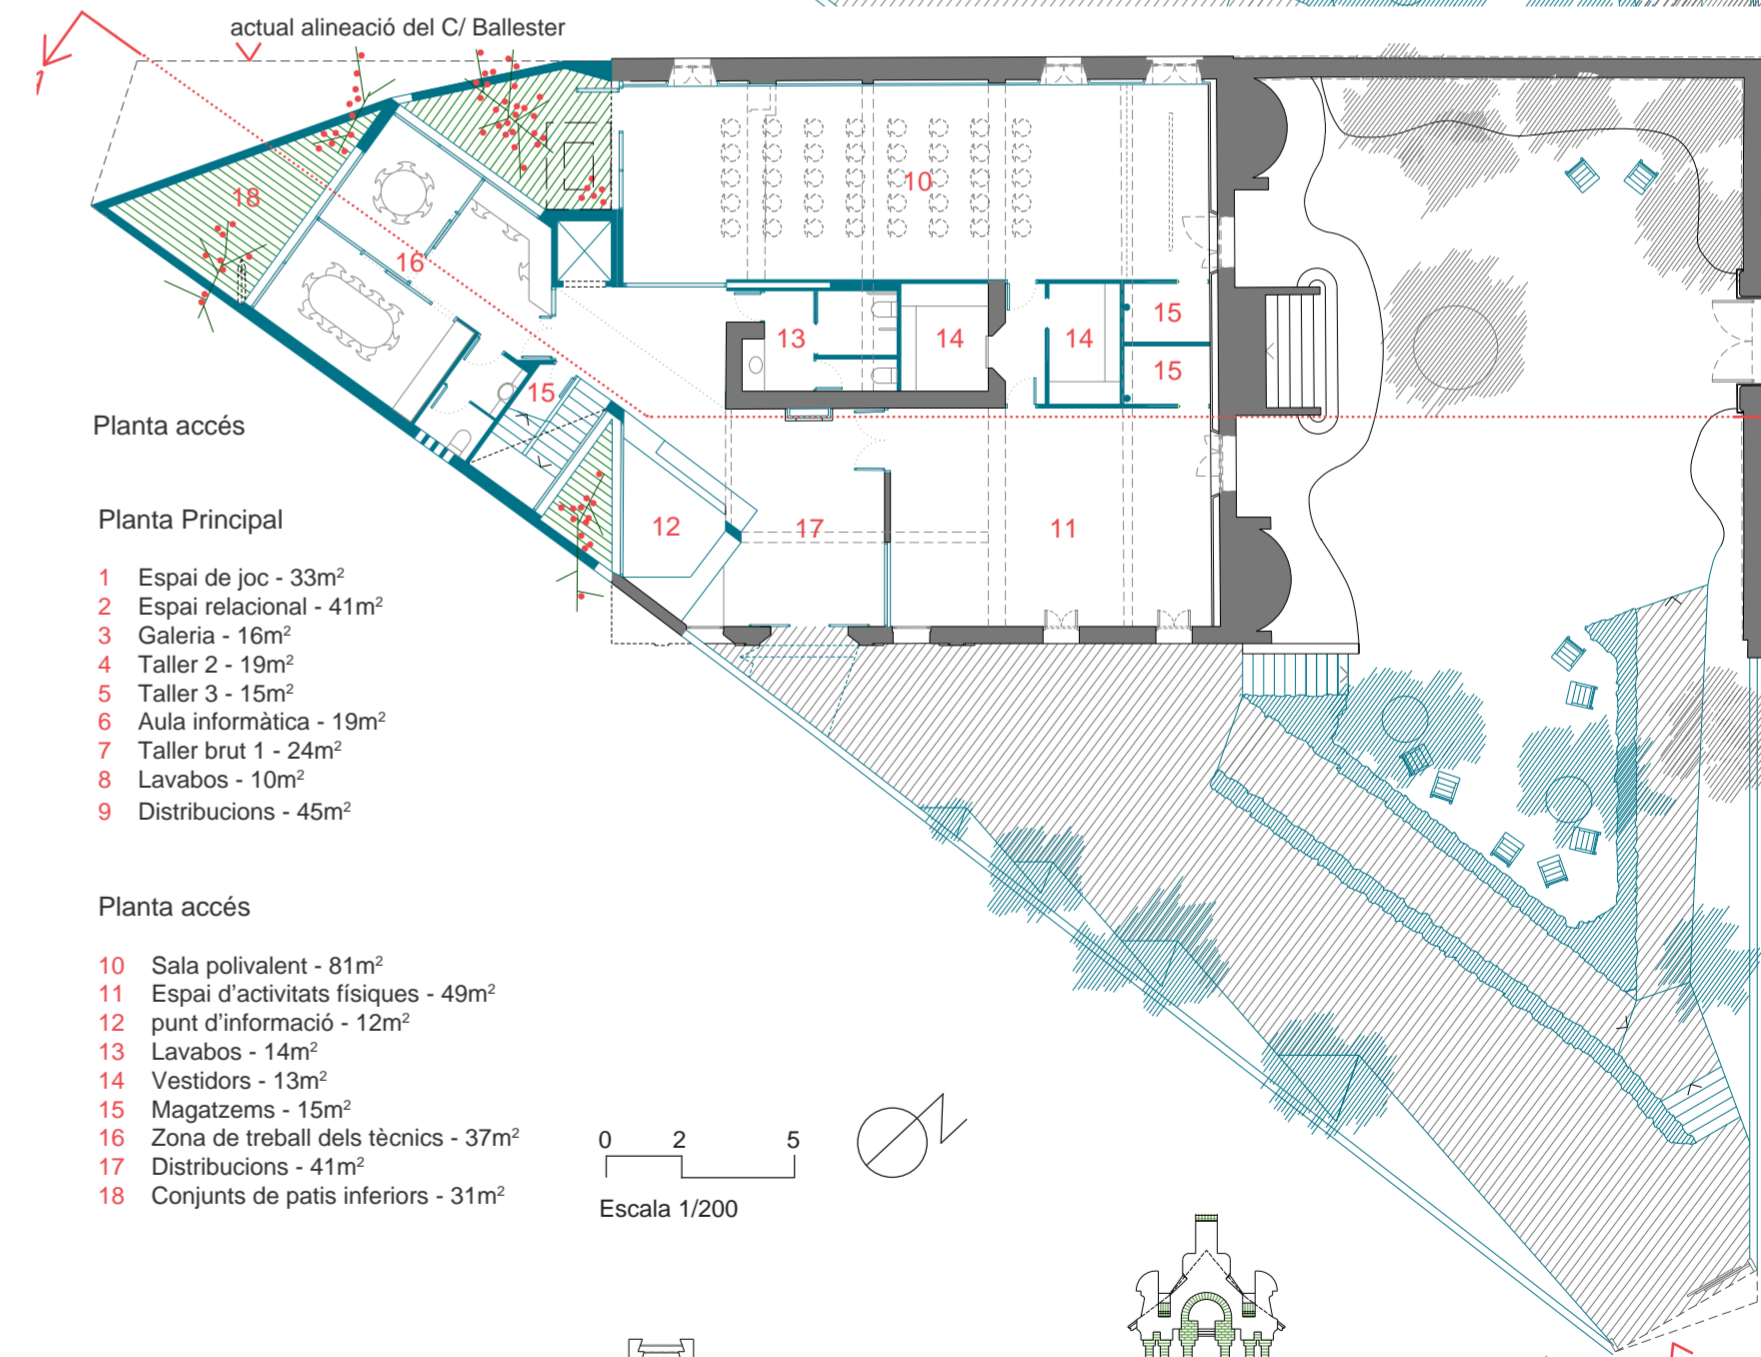 actual alineació del C/ Ballester
1
18
16
10
13
14
14
15
15
15
12
17
11
Planta accés
Planta Principal
1 Espai de joc - 33m²
2 Espai relacional - 41m²
3 Galeria - 16m²
4 Taller 2 - 19m²
5 Taller 3 - 15m²
6 Aula informàtica - 19m²
7 Taller brut 1 - 24m²
8 Lavabos - 10m²
9 Distribucions - 45m²
Planta accés
10 Sala polivalent - 81m²
11 Espai d'activitats físiques - 49m²
12 punt d'informació - 12m²
13 Lavabos - 14m²
14 Vestidors - 13m²
15 Magatzems - 15m²
16 Zona de treball dels tècnics - 37m²
17 Distribucions - 41m²
18 Conjunts de patis inferiors - 31m²
0 2 5
Escala 1/200